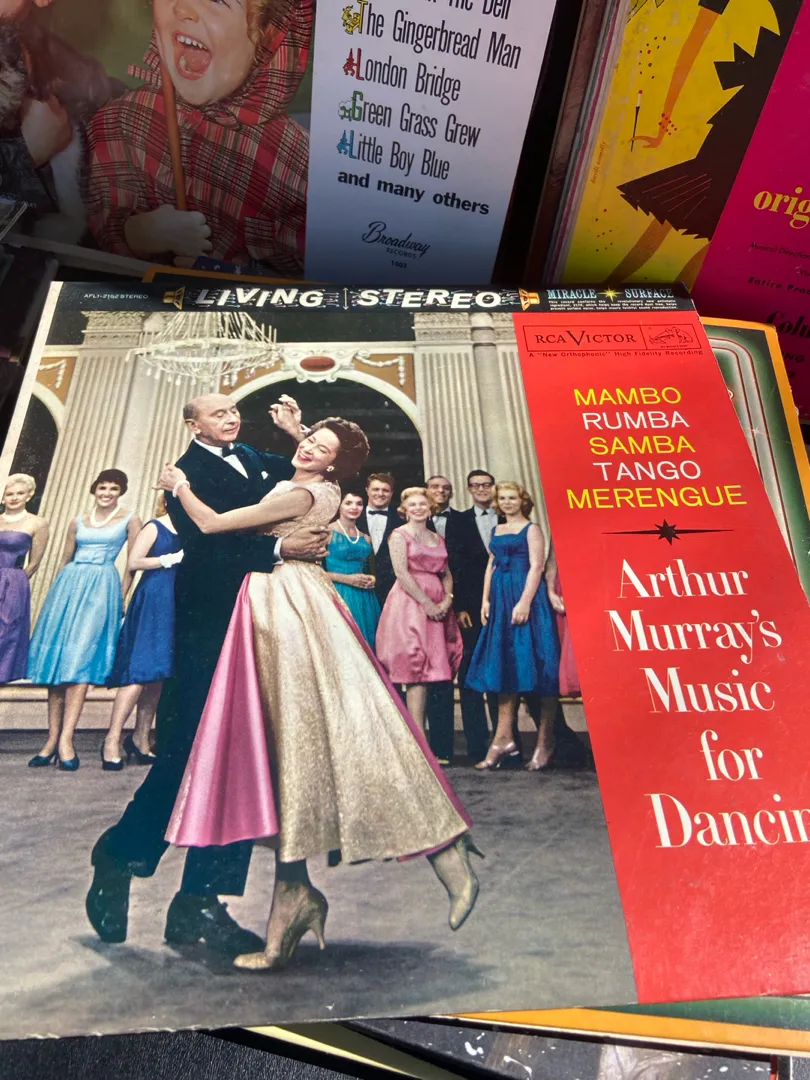 The Gingerbread Man
London Bridge
Green Grass Grew
Little Boy Blue
and many others
Broadway
RECORDS
orig
LIVING STEREO
MIRACLE SURFACE
RCA VICTOR
A "New Orthophonic" High Fidelity Recording
MAMBO
RUMBA
SAMBA
TANGO
MERENGUE
Arthur
Murray's
Music
for
Dancin